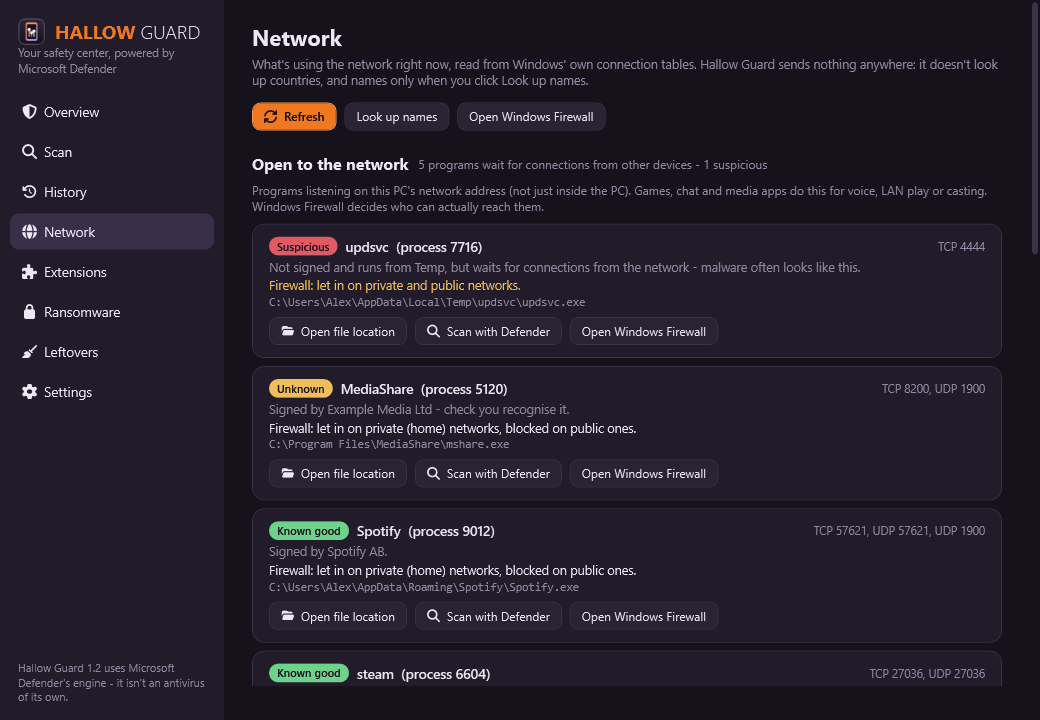 HALLOW GUARD
Your safety center, powered by
Microsoft Defender
Overview
Scan
History
Network
Extensions
Ransomware
Leftovers
Settings
Hallow Guard 1.2 uses Microsoft
Defender's engine - it isn't an antivirus
of its own.
Network
What's using the network right now, read from Windows' own connection tables. Hallow Guard sends nothing anywhere: it doesn't look
up countries, and names only when you click Look up names.
Refresh
Look up names
Open Windows Firewall
Open to the network 5 programs wait for connections from other devices - 1 suspicious
Programs listening on this PC's network address (not just inside the PC). Games, chat and media apps do this for voice, LAN play or casting.
Windows Firewall decides who can actually reach them.
Suspicious updsvc (process 7716) TCP 4444
Not signed and runs from Temp, but waits for connections from the network - malware often looks like this.
Firewall: let in on private and public networks.
C:\Users\Alex\AppData\Local\Temp\updsvc\updsvc.exe
Open file location Scan with Defender Open Windows Firewall
Unknown MediaShare (process 5120) TCP 8200, UDP 1900
Signed by Example Media Ltd - check you recognise it.
Firewall: let in on private (home) networks, blocked on public ones.
C:\Program Files\MediaShare\mshare.exe
Open file location Scan with Defender Open Windows Firewall
Known good Spotify (process 9012) TCP 57621, UDP 57621, UDP 1900
Signed by Spotify AB.
Firewall: let in on private (home) networks, blocked on public ones.
C:\Users\Alex\AppData\Roaming\Spotify\Spotify.exe
Open file location Scan with Defender Open Windows Firewall
Known good steam (process 6604) TCP 27036, UDP 27036